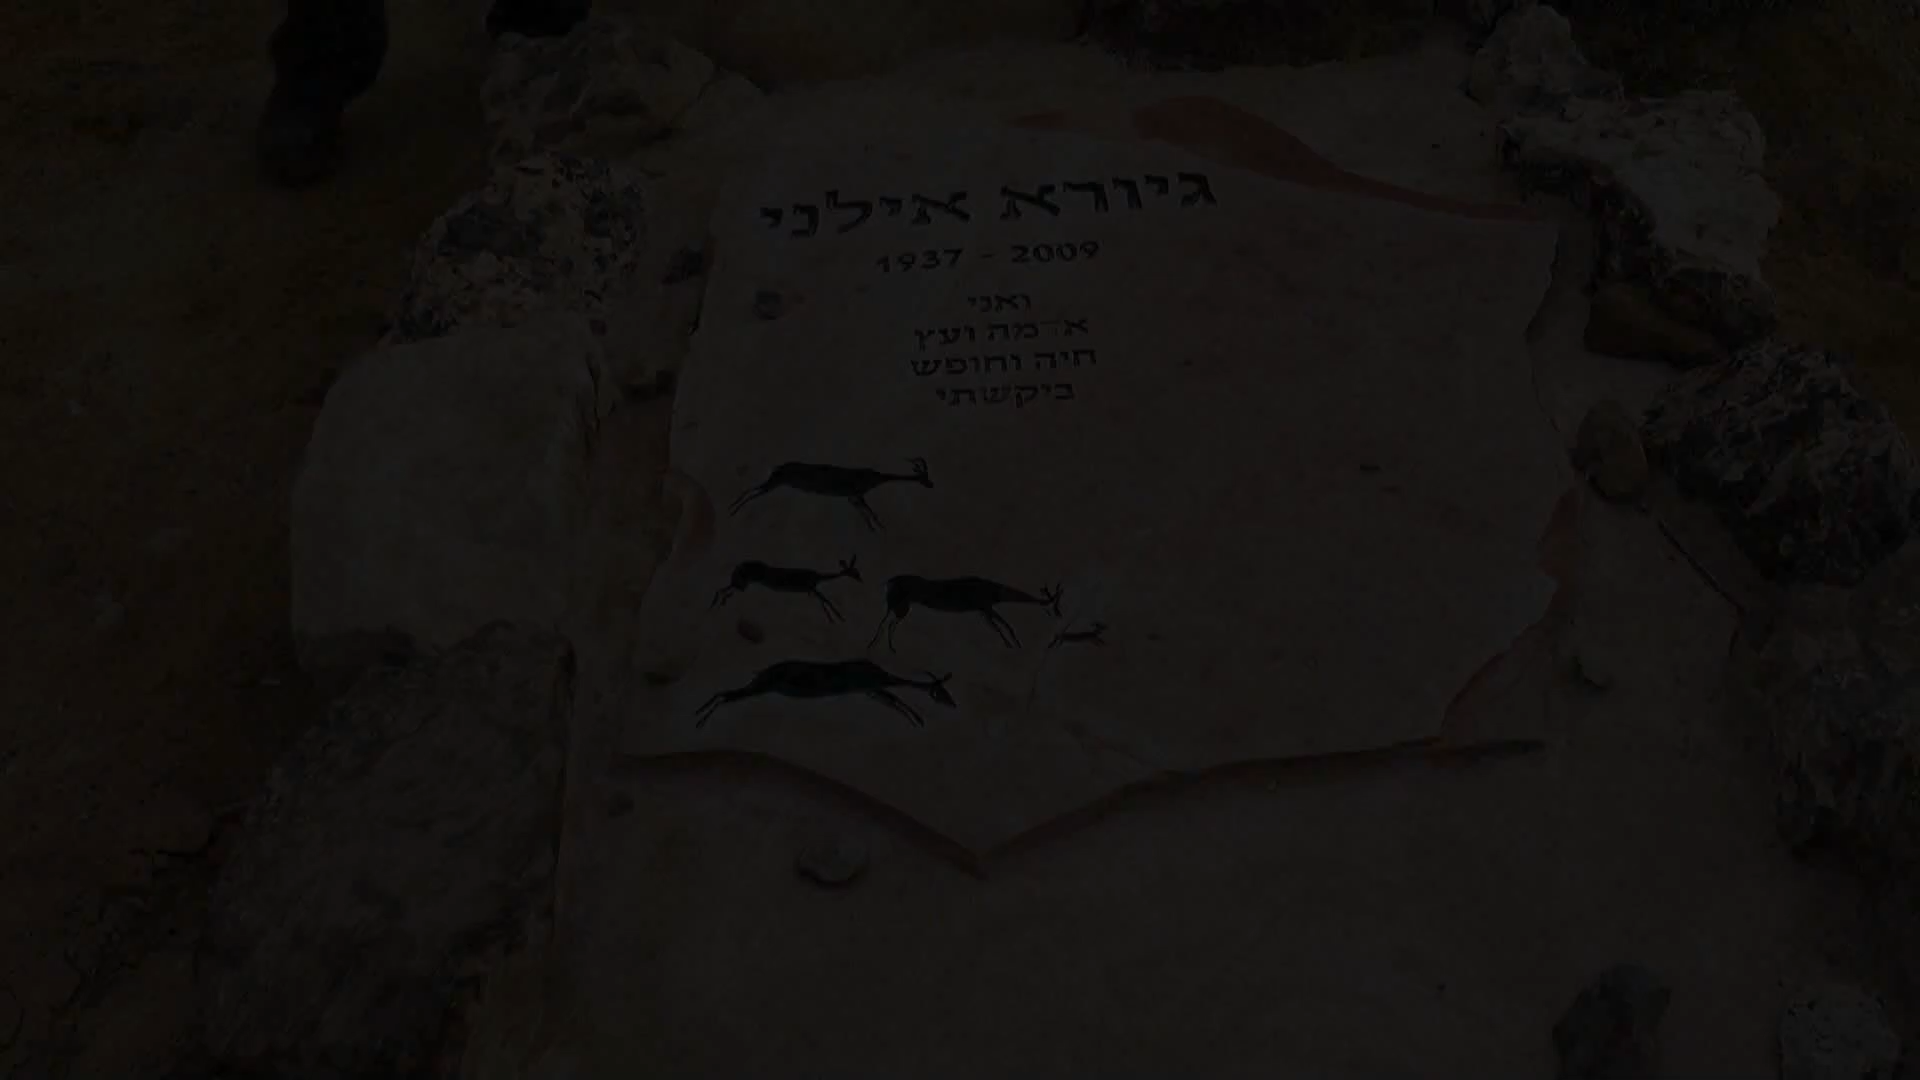 גיורא אילני
1937 - 2009
ואני
אדמה ועץ
חיה וחופש
ביקשתי